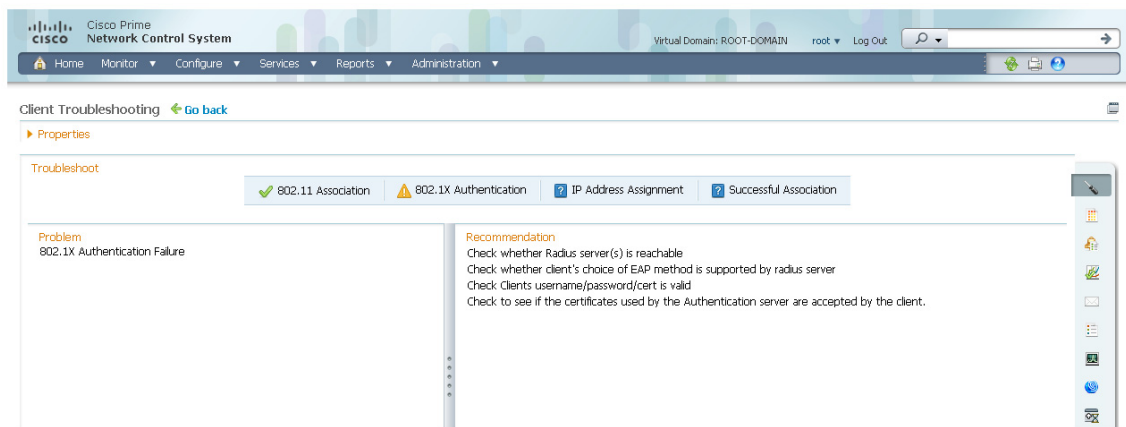 Cisco Prime
CISCO Network Control System
Virtual Domain: ROOT-DOMAIN root Log Out
Home Monitor Configure Services Reports Administration
Client Troubleshooting Go back
Properties
Troubleshoot
802.11 Association 802.1X Authentication IP Address Assignment Successful Association
Problem
802.1X Authentication Failure
Recommendation
Check whether Radius server(s) is reachable
Check whether client's choice of EAP method is supported by radius server
Check Clients username/password/cert is valid
Check to see if the certificates used by the Authentication server are accepted by the client.